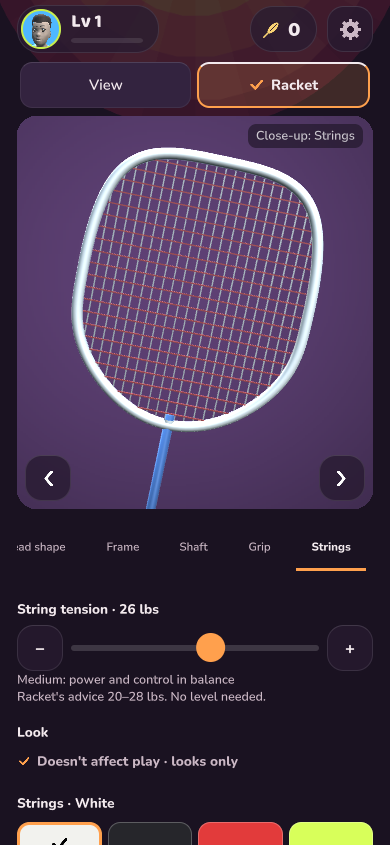 Lv 1
0
View
Racket
Close-up: Strings
ead shape
Frame
Shaft
Grip
Strings
String tension · 26 lbs
−
+
Medium: power and control in balance
Racket's advice 20–28 lbs. No level needed.
Look
Doesn't affect play · looks only
Strings · White